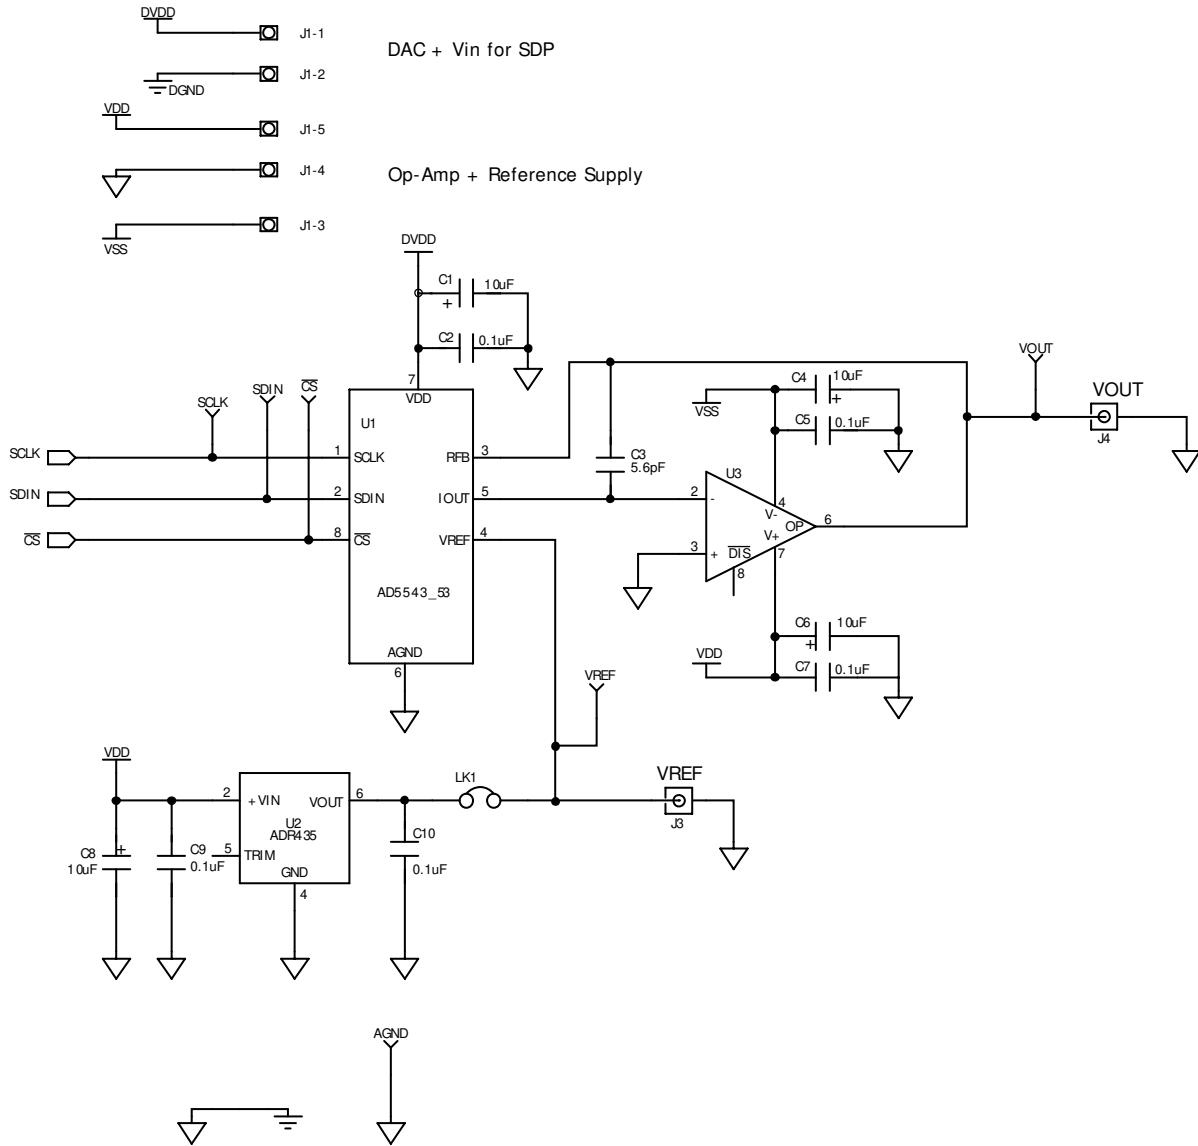 DVDD
J1-1
DAC + Vin for SDP
J1-2
DGND
VDD
J1-5
J1-4
Op-Amp + Reference Supply
J1-3
VSS
DVDD
C1
10uF
+
C2
0.1uF
7
VDD
U1
SCLK
SDIN
CS
SCLK
1
SCLK
RFB
3
SDIN
2
SDIN
IOUT
5
CS
8
CS
VREF
4
AD5543_53
AGND
6
C3
5.6pF
VSS
C4
10uF
+
C5
0.1uF
U3
2
-
4
V-
OP
6
V+
3
+
DIS
7
8
VOUT
VOUT
J4
C6
10uF
+
VDD
C7
0.1uF
VREF
VDD
2
+VIN
VOUT
6
LK1
VREF
J3
U2
ADR435
C8
+
10uF
C9
0.1uF
5
TRIM
GND
4
C10
0.1uF
AGND